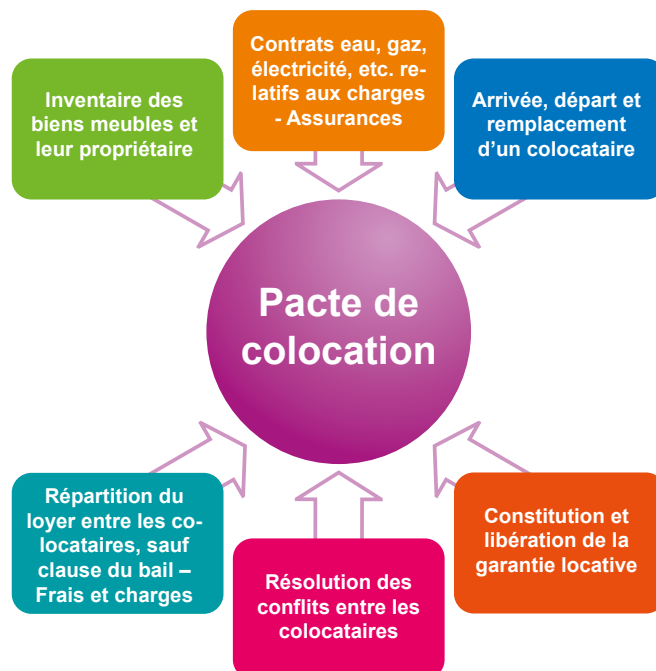 Contrats eau, gaz,
électricité, etc. re-
latifs aux charges
- Assurances
Inventaire des
biens meubles et
leur propriétaire
Arrivée, départ et
remplacement
d’un colocataire
Pacte de
colocation
Répartition du
loyer entre les co-
locataires, sauf
clause du bail –
Frais et charges
Résolution des
conflits entre les
colocataires
Constitution et
libération de la
garantie locative